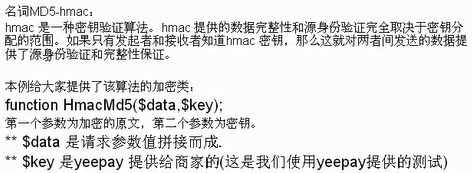 名词MD5-hmac：
hmac 是一种密钥验证算法。hmac 提供的数据完整性和源身份验证完全取决于密钥分
配的范围。如果只有发起者和接收者知道hmac 密钥，那么这就对两者间发送的数据提
供了源身份验证和完整性保证。
本例给大家提供了该算法的加密类：
function HmacMd5($data,$key);
第一个参数为加密的原文，第二个参数为密钥。
** $data 是请求参数值拼接而成.
** $key 是yeepay 提供给商家的(这是我们使用yeepay提供的测试)